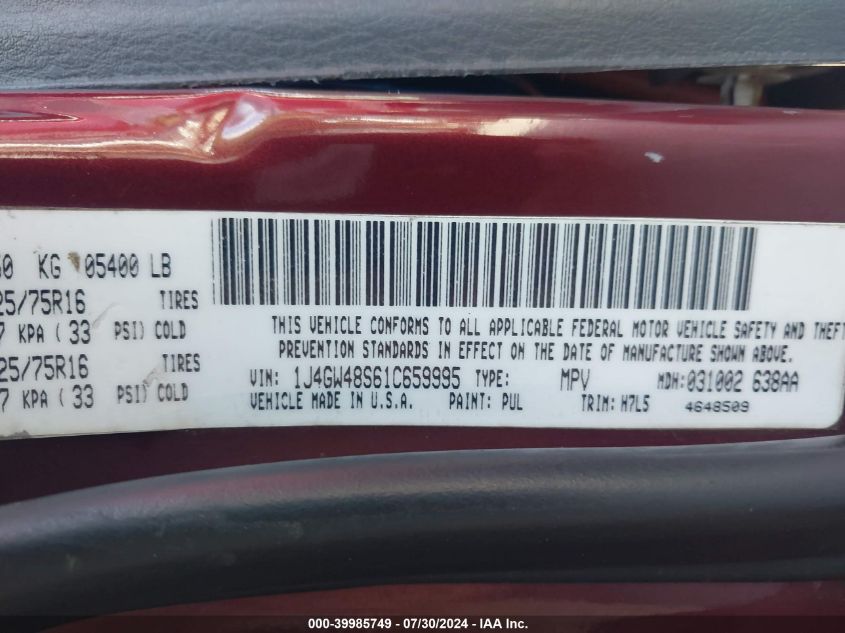 KG 05400 LB
25/75R16 TIRES
7 KPA ( 33 PSI) COLD
25/75R16 TIRES
7 KPA ( 33 PSI) COLD
THIS VEHICLE CONFORMS TO ALL APPLICABLE FEDERAL MOTOR VEHICLE SAFETY AND THEFT
PREVENTION STANDARDS IN EFFECT ON THE DATE OF MANUFACTURE SHOWN ABOVE.
VIN: 1J4GW48S61C659995 TYPE: MPV MDH:031002 638AA
VEHICLE MADE IN U.S.A. PAINT: PUL TRIM: H7L5 4648509
000-39985749 - 07/30/2024 - IAA Inc.